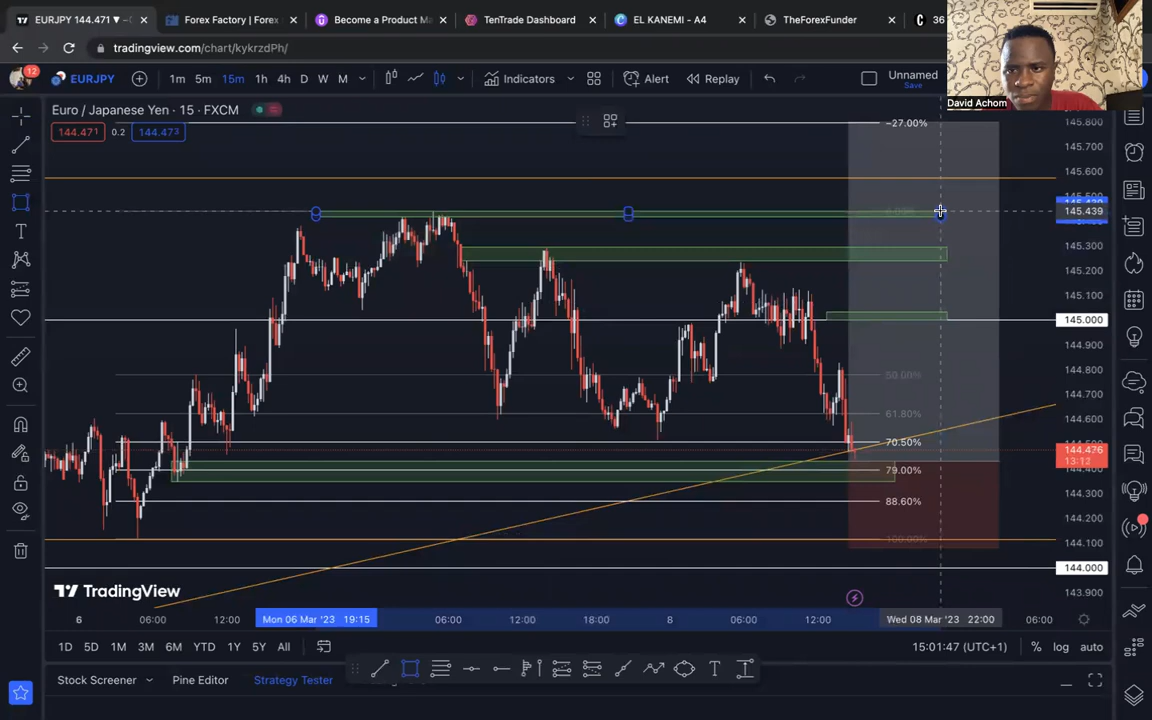 EURJPY 144.471 ▼
Forex Factory | Forex
Become a Product Ma
TenTrade Dashboard
EL KANEMI - A4
TheForexFunder
36
tradingview.com/chart/kykrzdPh/
12
EURJPY
1m 5m 15m 1h 4h D W M
Indicators
Alert
Replay
Unnamed
Save
David Achom
Euro / Japanese Yen · 15 · FXCM
144.471 0.2 144.473
-27.00%
50.00%
61.80%
70.50%
79.00%
88.60%
145.800
145.700
145.600
145.439
145.300
145.200
145.100
145.000
144.900
144.800
144.700
144.600
144.476
13:12
144.300
144.200
144.100
144.000
143.900
TradingView
6 06:00 12:00 Mon 06 Mar '23 19:15 06:00 12:00 18:00 8 06:00 12:00 Wed 08 Mar '23 22:00 06:00
1D 5D 1M 3M 6M YTD 1Y 5Y All
15:01:47 (UTC+1) % log auto
Stock Screener Pine Editor Strategy Tester